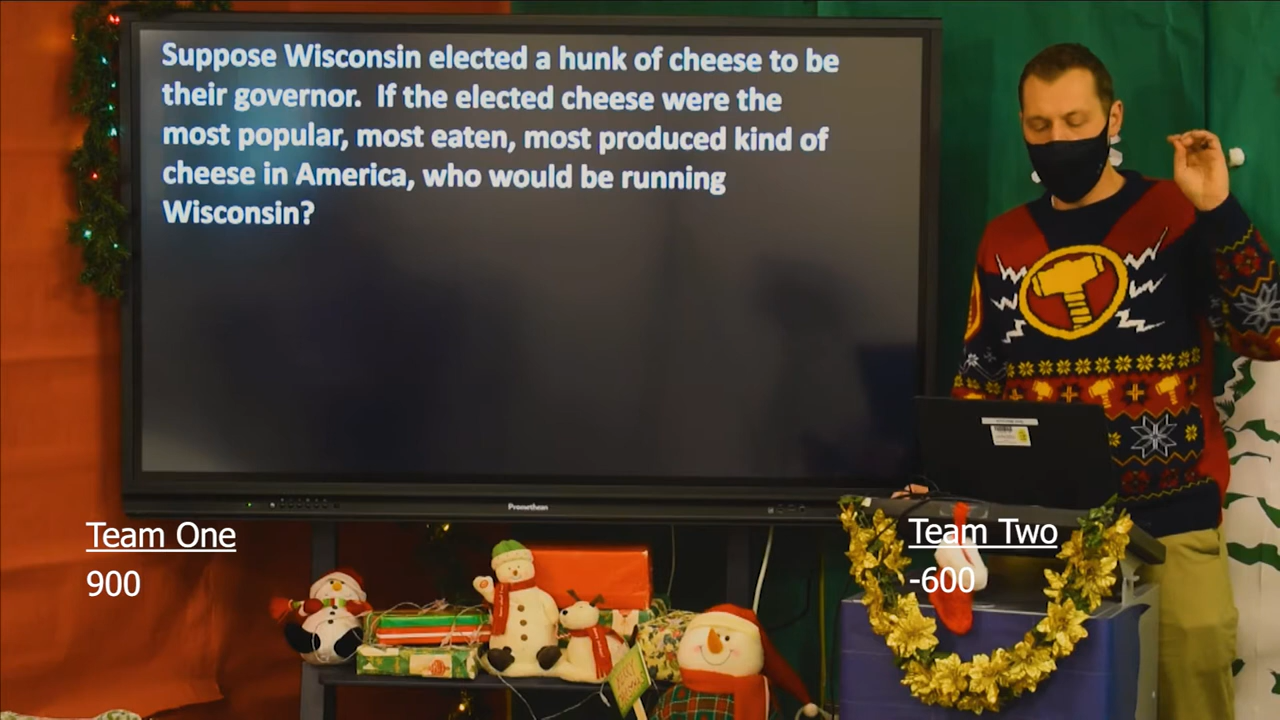 Suppose Wisconsin elected a hunk of cheese to be
their governor.  If the elected cheese were the
most popular, most eaten, most produced kind of
cheese in America, who would be running
Wisconsin?
Promethean
Team One
900
Team Two
-600